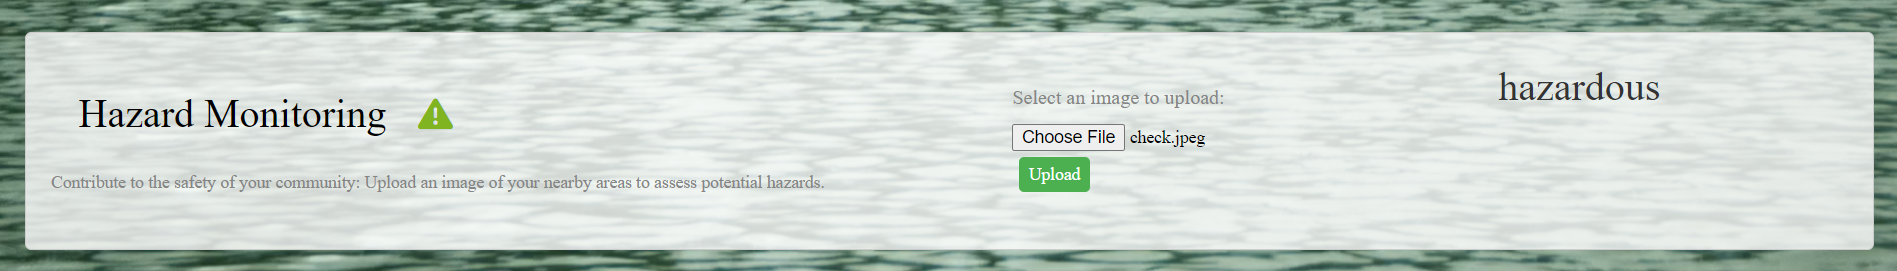 Hazard Monitoring
Contribute to the safety of your community: Upload an image of your nearby areas to assess potential hazards.
Select an image to upload:
Choose File check.jpeg
Upload
hazardous